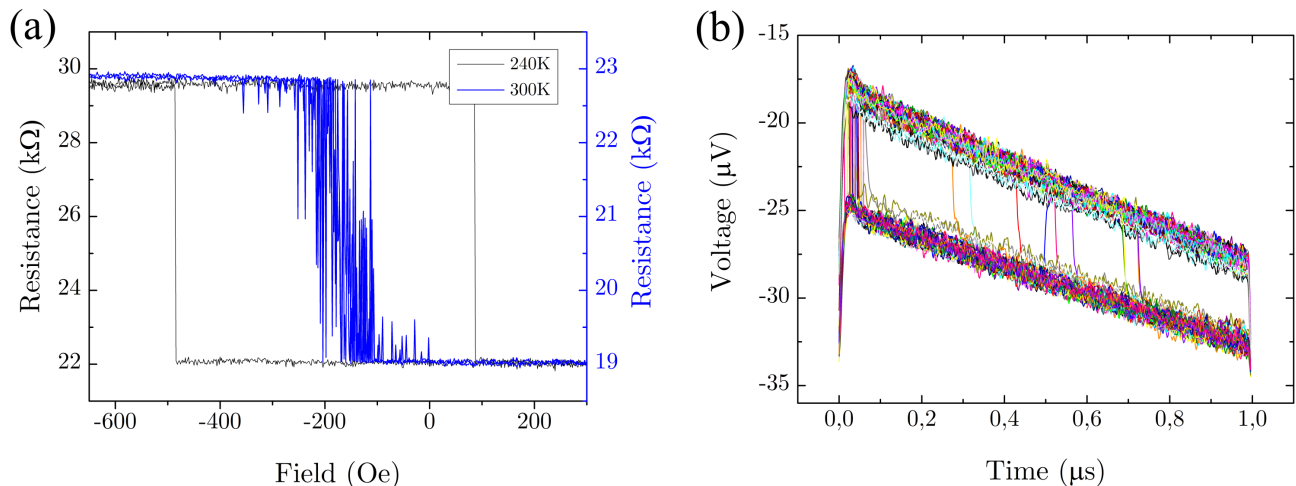 (a)
240K
300K
Resistance (kΩ)
30
28
26
24
22
Resistance (kΩ)
23
22
21
20
19
-600 -400 -200 0 200
Field (Oe)
(b)
Voltage (μV)
-15
-20
-25
-30
-35
0,0 0,2 0,4 0,6 0,8 1,0
Time (μs)